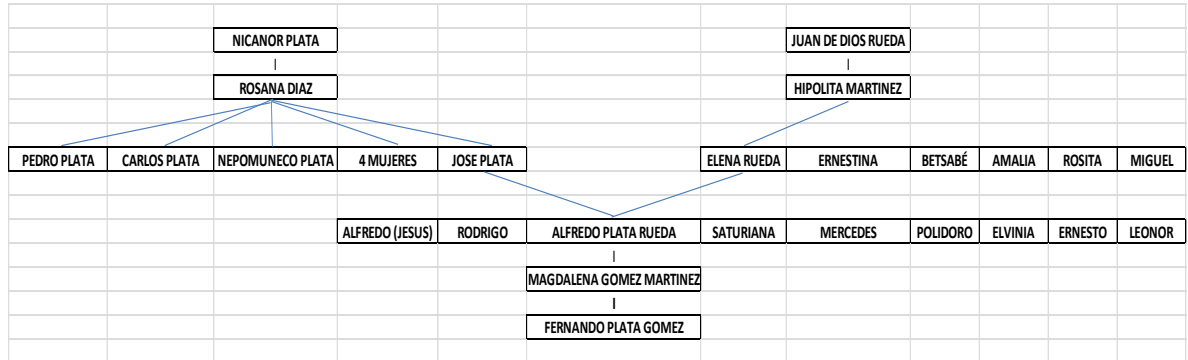 NICANOR PLATA JUAN DE DIOS RUEDA
ROSANA DIAZ HIPOLITA MARTINEZ
PEDRO PLATA CARLOS PLATA NEPOMUNECO PLATA 4 MUJERES JOSE PLATA ELENA RUEDA ERNESTINA BETSABÉ AMALIA ROSITA MIGUEL
ALFREDO (JESUS) RODRIGO ALFREDO PLATA RUEDA SATURIANA MERCEDES POLIDORO ELVINIA ERNESTO LEONOR
MAGDALENA GOMEZ MARTINEZ
FERNANDO PLATA GOMEZ